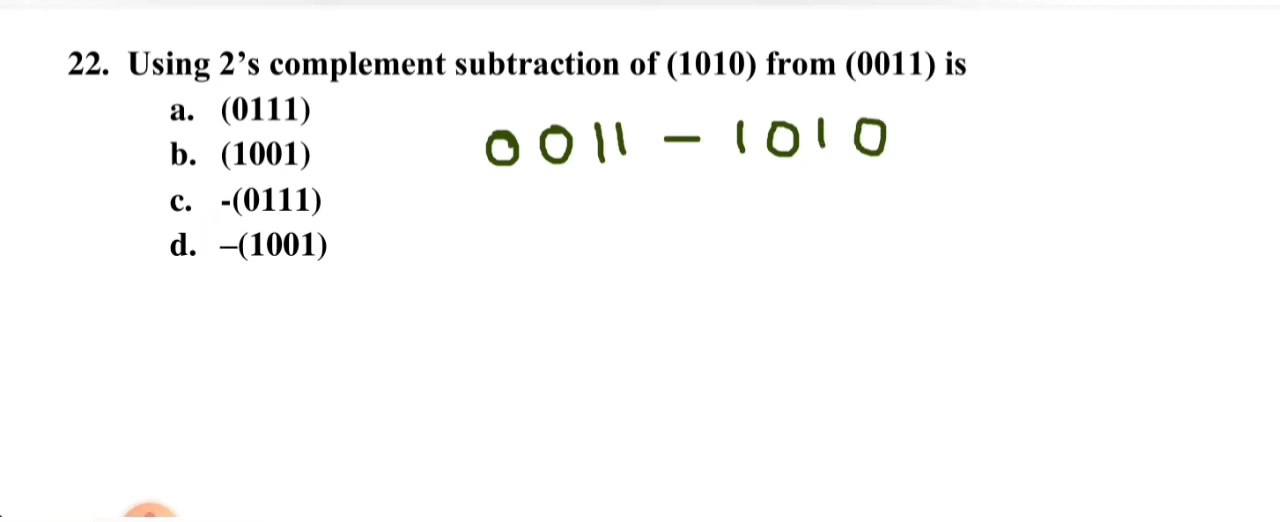 22. Using 2’s complement subtraction of (1010) from (0011) is
a. (0111)
0011 - 1010
b. (1001)
c. -(0111)
d. –(1001)